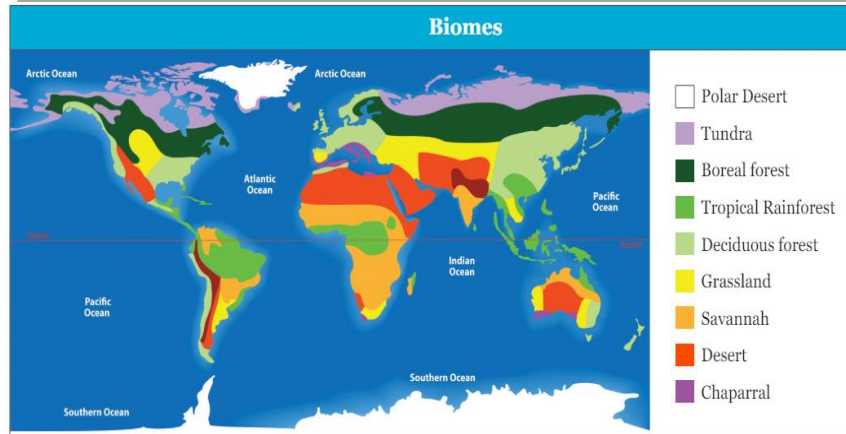 Biomes
Arctic Ocean
Arctic Ocean
Atlantic
Ocean
Pacific
Ocean
Indian
Ocean
Pacific
Ocean
Southern Ocean
Southern Ocean
Polar Desert
Tundra
Boreal forest
Tropical Rainforest
Deciduous forest
Grassland
Savannah
Desert
Chaparral